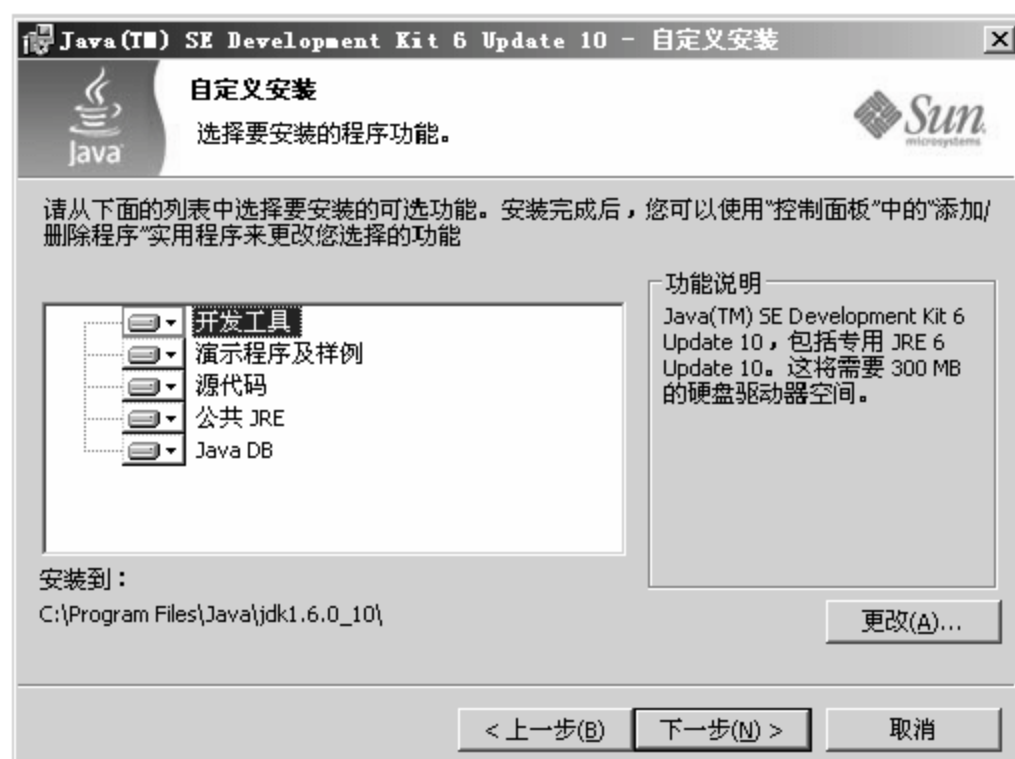 Java(TM) SE Development Kit 6 Update 10 - 自定义安装
自定义安装
选择要安装的程序功能。
Java
Sun
microsystems
请从下面的列表中选择要安装的可选功能。安装完成后，您可以使用"控制面板"中的"添加/
删除程序"实用程序来更改您选择的功能
开发工具
演示程序及样例
源代码
公共 JRE
Java DB
功能说明
Java(TM) SE Development Kit 6
Update 10，包括专用 JRE 6
Update 10。这将需要 300 MB
的硬盘驱动器空间。
安装到：
C:\Program Files\Java\jdk1.6.0_10\
更改(A)...
< 上一步(B)
下一步(N) >
取消